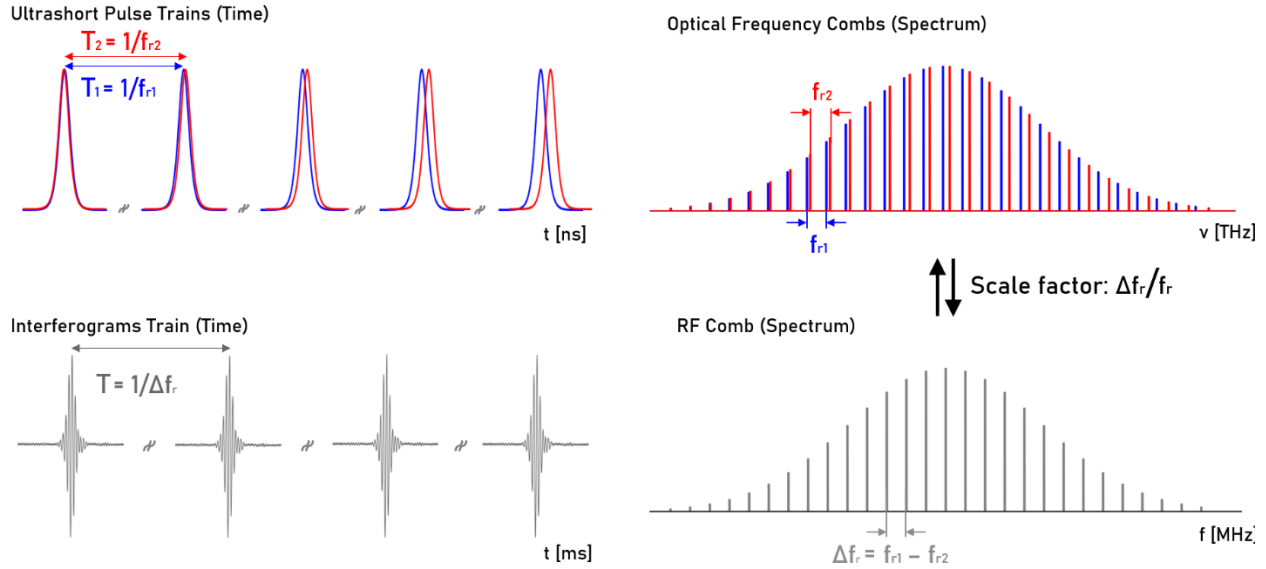 Ultrashort Pulse Trains (Time)
T₂ = 1/fᵣ₂
T₁ = 1/fᵣ₁
t [ns]
Optical Frequency Combs (Spectrum)
fᵣ₂
fᵣ₁
ν [THz]
Scale factor: Δfᵣ/fᵣ
Interferograms Train (Time)
T = 1/Δfᵣ
t [ms]
RF Comb (Spectrum)
f [MHz]
Δfᵣ = fᵣ₁ − fᵣ₂